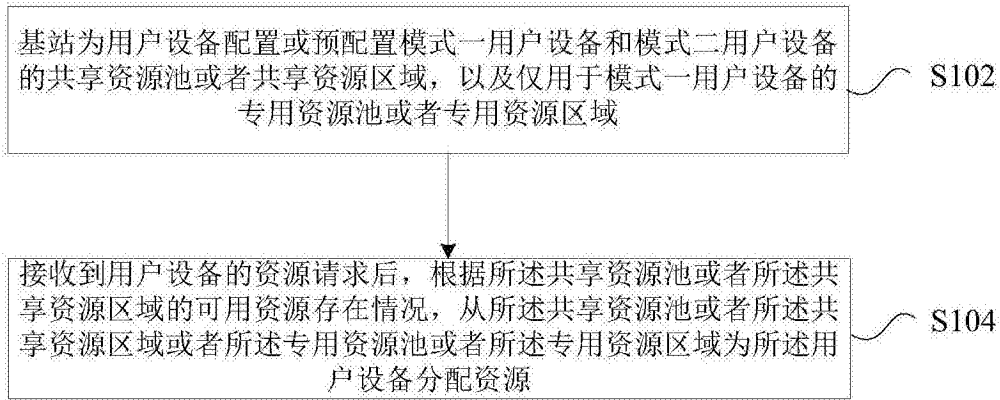 基站为用户设备配置或预配置模式一用户设备和模式二用户设备
的共享资源池或者共享资源区域，以及仅用于模式一用户设备的
专用资源池或者专用资源区域
S102
接收到用户设备的资源请求后，根据所述共享资源池或者所述共
享资源区域的可用资源存在情况，从所述共享资源池或者所述共
享资源区域或者所述专用资源池或者所述专用资源区域为所述用
户设备分配资源
S104